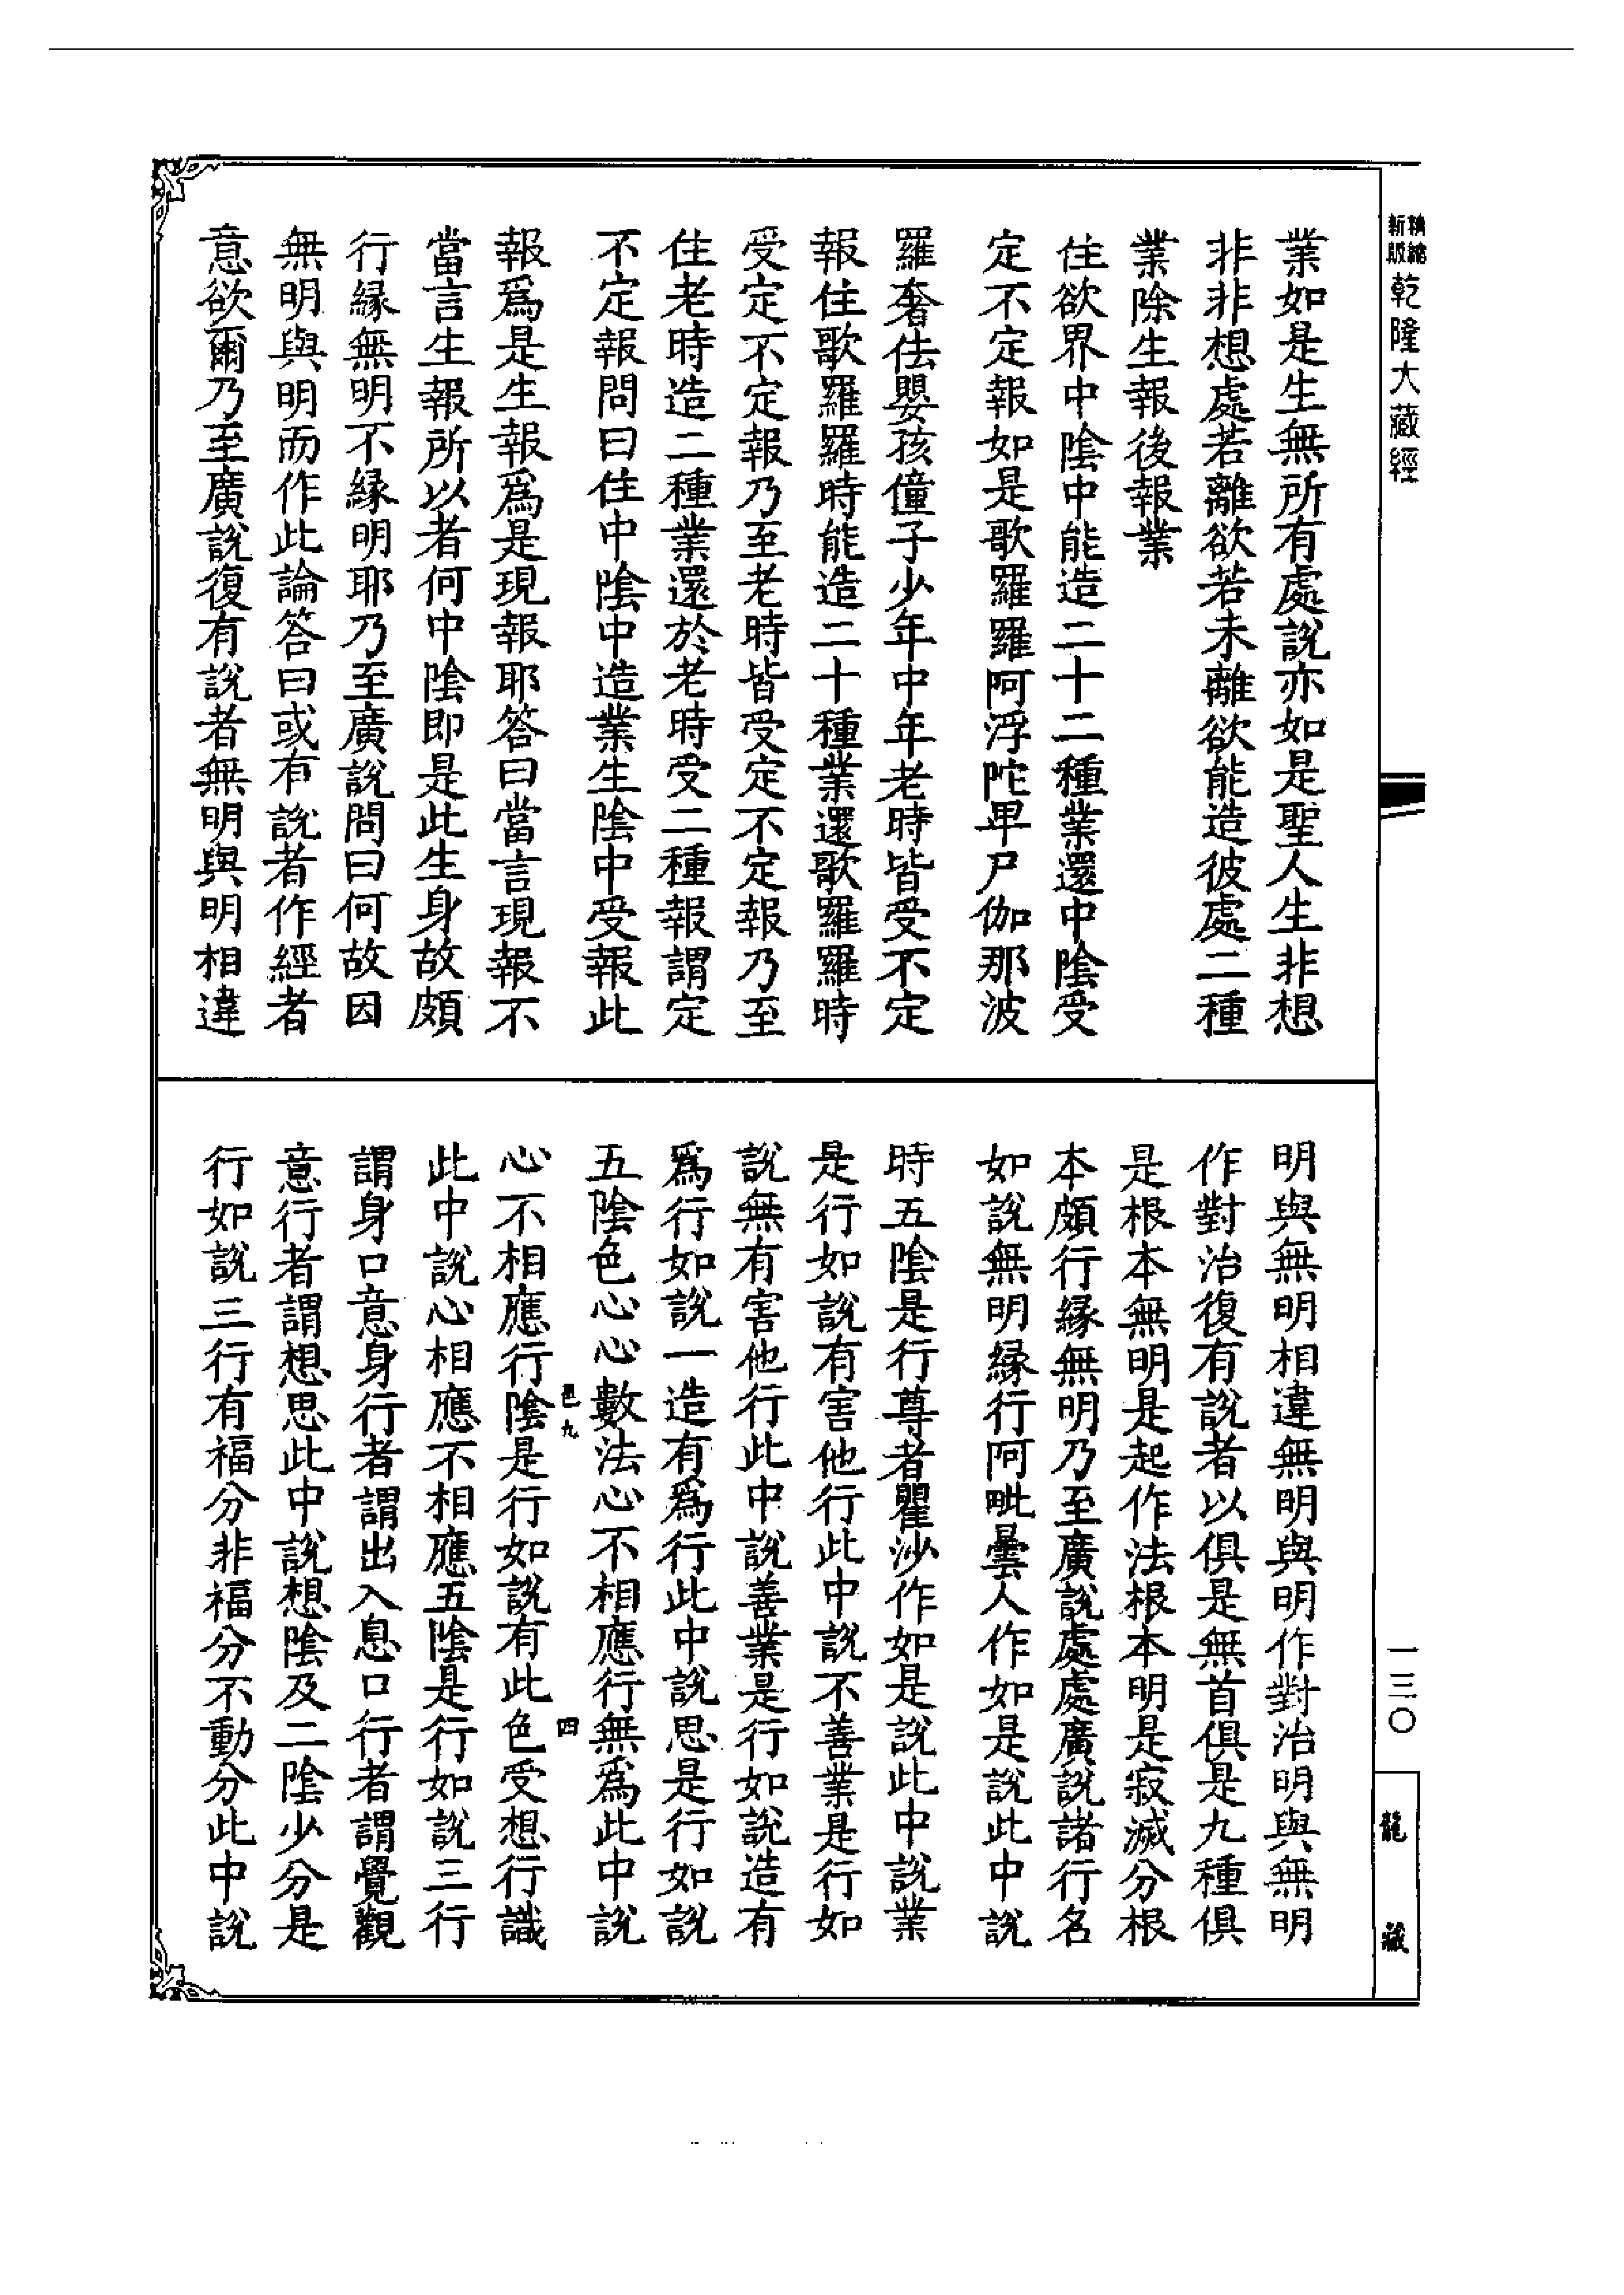 精縮
新版
乾隆大藏經
業如是生無所有處說亦如是聖人生非想
非非想處若離欲若未離欲能造彼處二種
業除生報後報業
住欲界中陰中能造二十二種業還中陰受
定不定報如是歌羅羅阿浮陀卑尸伽那波
羅奢佉嬰孩僮子少年中年老時皆受不定
報住歌羅羅時能造二十種業還歌羅羅時
受定不定報乃至老時皆受定不定報乃至
住老時造二種業還於老時受二種報謂定
不定報問曰住中陰中造業生陰中受報此
報爲是生報爲是現報耶答曰當言現報不
當言生報所以者何中陰即是此生身故頗
行緣無明不緣明耶乃至廣說問曰何故因
無明與明而作此論答曰或有說者作經者
意欲爾乃至廣說復有說者無明與明相違
明與無明相違無明與明作對治明與無明
作對治復有說者以俱是無首俱是九種俱
是根本無明是起作法根本明是寂滅分根
本頗行緣無明乃至廣說處處廣說諸行名
如說無明緣行阿毗曇人作如是說此中說
時五陰是行尊者瞿沙作如是說此中說業
是行如說有害他行此中說不善業是行如
說無有害他行此中說善業是行如說造有
爲行如說一造有爲行此中說思是行如說
五陰色心心數法心不相應行無爲此中說
邑九
四
心不相應行陰是行如說有此色受想行識
此中說心相應不相應五陰是行如說三行
謂身口意身行者謂出入息口行者謂覺觀
意行者謂想思此中說想陰及二陰少分是
行如說三行有福分非福分不動分此中說
一三〇
龍
藏